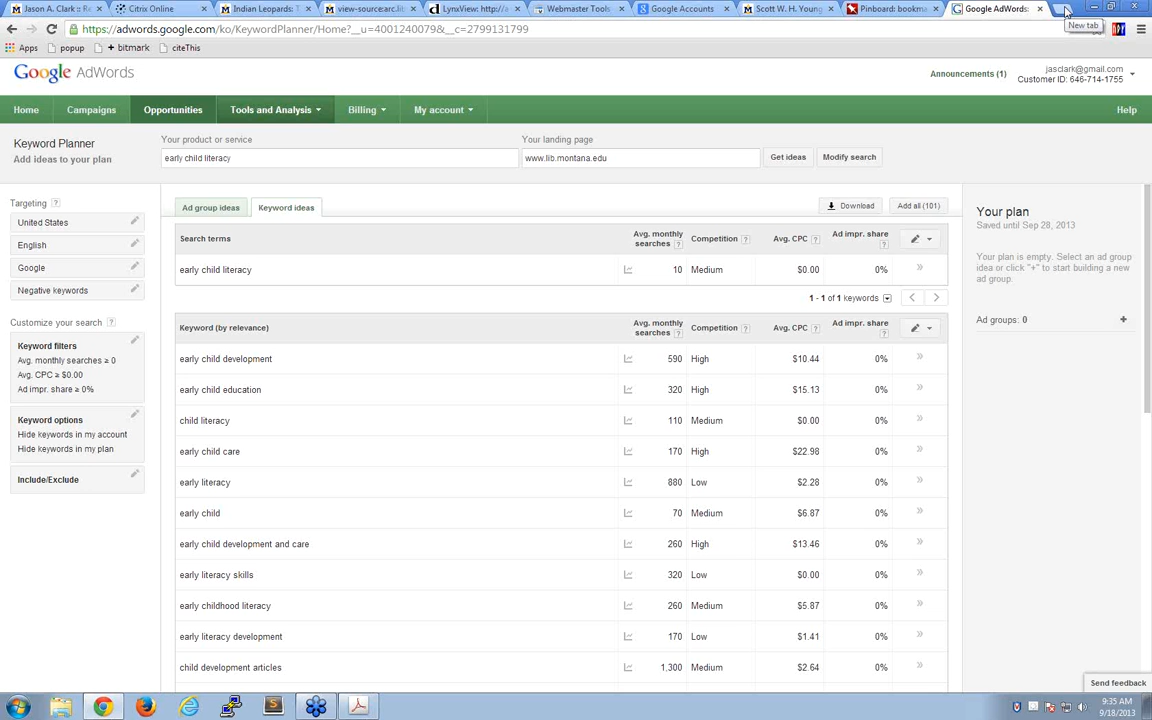 Jason A. Clark :: Re
Citrix Online
Indian Leopards: T
view-source:arc.lib
LynxView: http://a
Webmaster Tools
Google Accounts
Scott W. H. Young
Pinboard: bookma
Google AdWords:
https://adwords.google.com/ko/KeywordPlanner/Home?__u=4001240079&__c=2799131799
New tab
Apps
popup
+ bitmark
citeThis
Google AdWords
Announcements (1)
jasclark@gmail.com
Customer ID: 646-714-1755
Home
Campaigns
Opportunities
Tools and Analysis
Billing
My account
Help
Keyword Planner
Add ideas to your plan
Your product or service
early child literacy
Your landing page
www.lib.montana.edu
Get ideas
Modify search
Targeting ?
United States
English
Google
Negative keywords
Customize your search ?
Keyword filters
Avg. monthly searches ≥ 0
Avg. CPC ≥ $0.00
Ad impr. share ≥ 0%
Keyword options
Hide keywords in my account
Hide keywords in my plan
Include/Exclude
Ad group ideas
Keyword ideas
Download
Add all (101)
Search terms
Avg. monthly searches ?
Competition ?
Avg. CPC ?
Ad impr. share ?
early child literacy 10 Medium $0.00 0% »
1 - 1 of 1 keywords
Keyword (by relevance)
Avg. monthly searches ?
Competition ?
Avg. CPC ?
Ad impr. share ?
early child development 590 High $10.44 0% »
early child education 320 High $15.13 0% »
child literacy 110 Medium $0.00 0% »
early child care 170 High $22.98 0% »
early literacy 880 Low $2.28 0% »
early child 70 Medium $6.87 0% »
early child development and care 260 High $13.46 0% »
early literacy skills 320 Low $0.00 0% »
early childhood literacy 260 Medium $5.87 0% »
early literacy development 170 Low $1.41 0% »
child development articles 1,300 Medium $2.64 0% »
Your plan
Saved until Sep 28, 2013
Your plan is empty. Select an ad group
idea or click "+" to start building a new
ad group.
Ad groups: 0 +
Send feedback
9:35 AM
9/18/2013